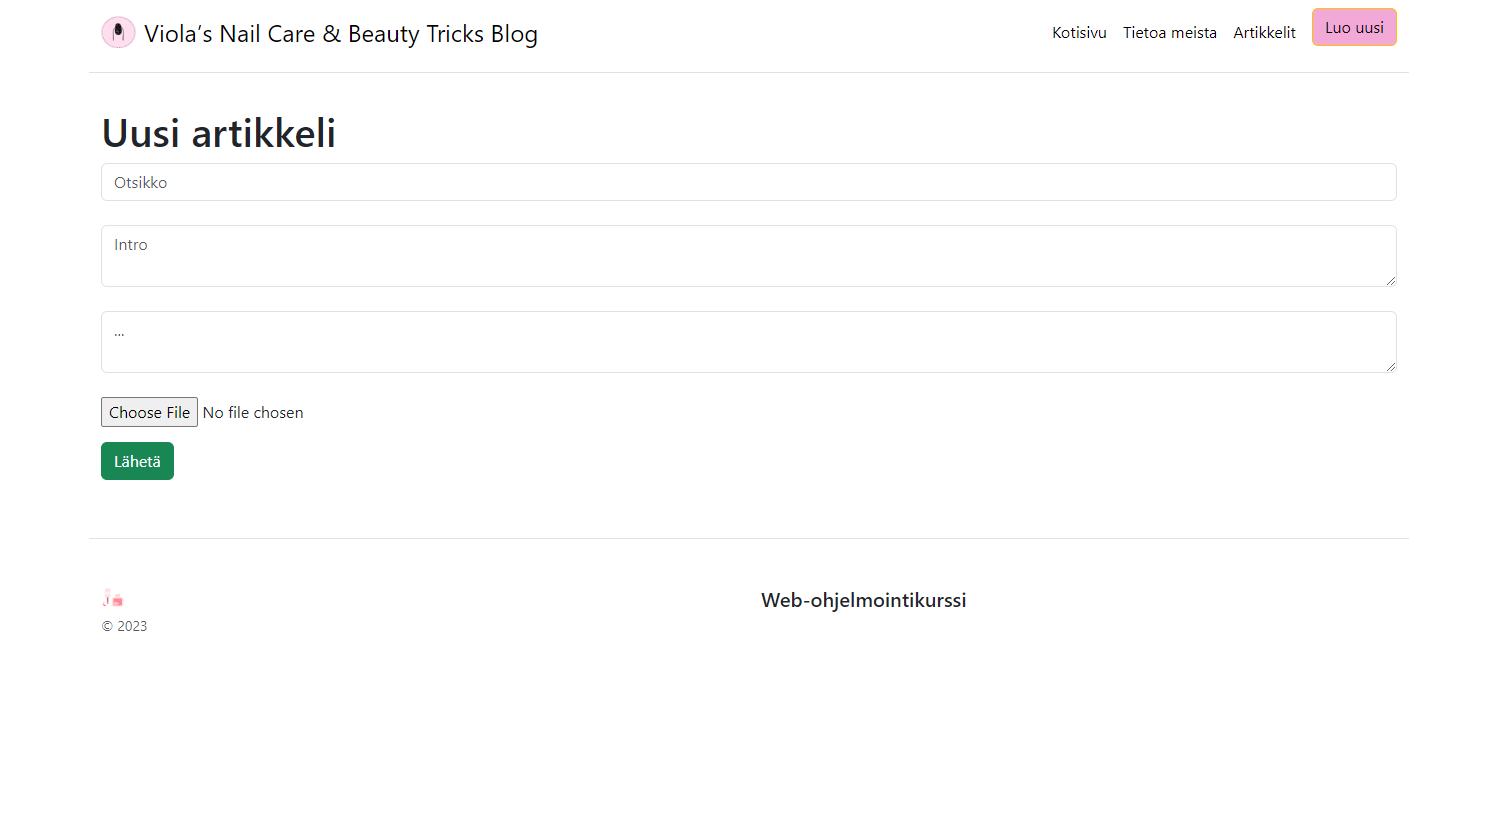 Viola's Nail Care & Beauty Tricks Blog
Kotisivu Tietoa meista Artikkelit Luo uusi
Uusi artikkeli
Otsikko
Intro
...
Choose File No file chosen
Lähetä
Web-ohjelmointikurssi
© 2023